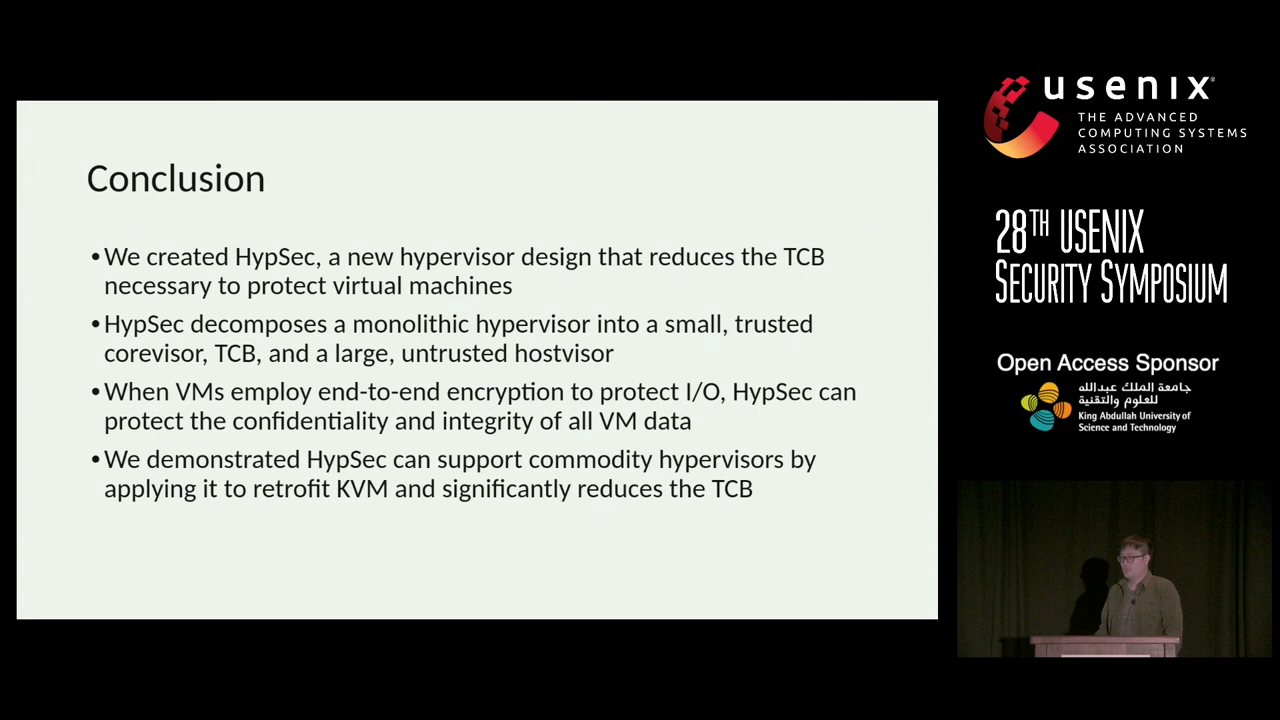 Conclusion
•We created HypSec, a new hypervisor design that reduces the TCB
necessary to protect virtual machines
•HypSec decomposes a monolithic hypervisor into a small, trusted
corevisor, TCB, and a large, untrusted hostvisor
•When VMs employ end-to-end encryption to protect I/O, HypSec can
protect the confidentiality and integrity of all VM data
•We demonstrated HypSec can support commodity hypervisors by
applying it to retrofit KVM and significantly reduces the TCB
usenix®
THE ADVANCED
COMPUTING SYSTEMS
ASSOCIATION
28TH USENIX
SECURITY SYMPOSIUM
Open Access Sponsor
جامعة الملك عبدالله
للعلوم والتقنية
King Abdullah University of
Science and Technology